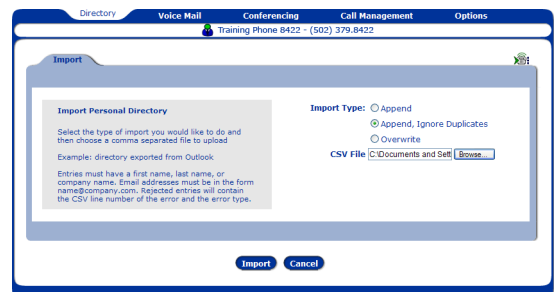 Directory Voice Mail Conferencing Call Management Options
Training Phone 8422 - (502) 379.8422
Import
Import Personal Directory
Select the type of import you would like to do and
then choose a comma separated file to upload
Example: directory exported from Outlook
Entries must have a first name, last name, or
company name. Email addresses must be in the form
name@company.com. Rejected entries will contain
the CSV line number of the error and the error type.
Import Type: Append
Append, Ignore Duplicates
Overwrite
CSV File C:\Documents and Sett Browse...
Import Cancel